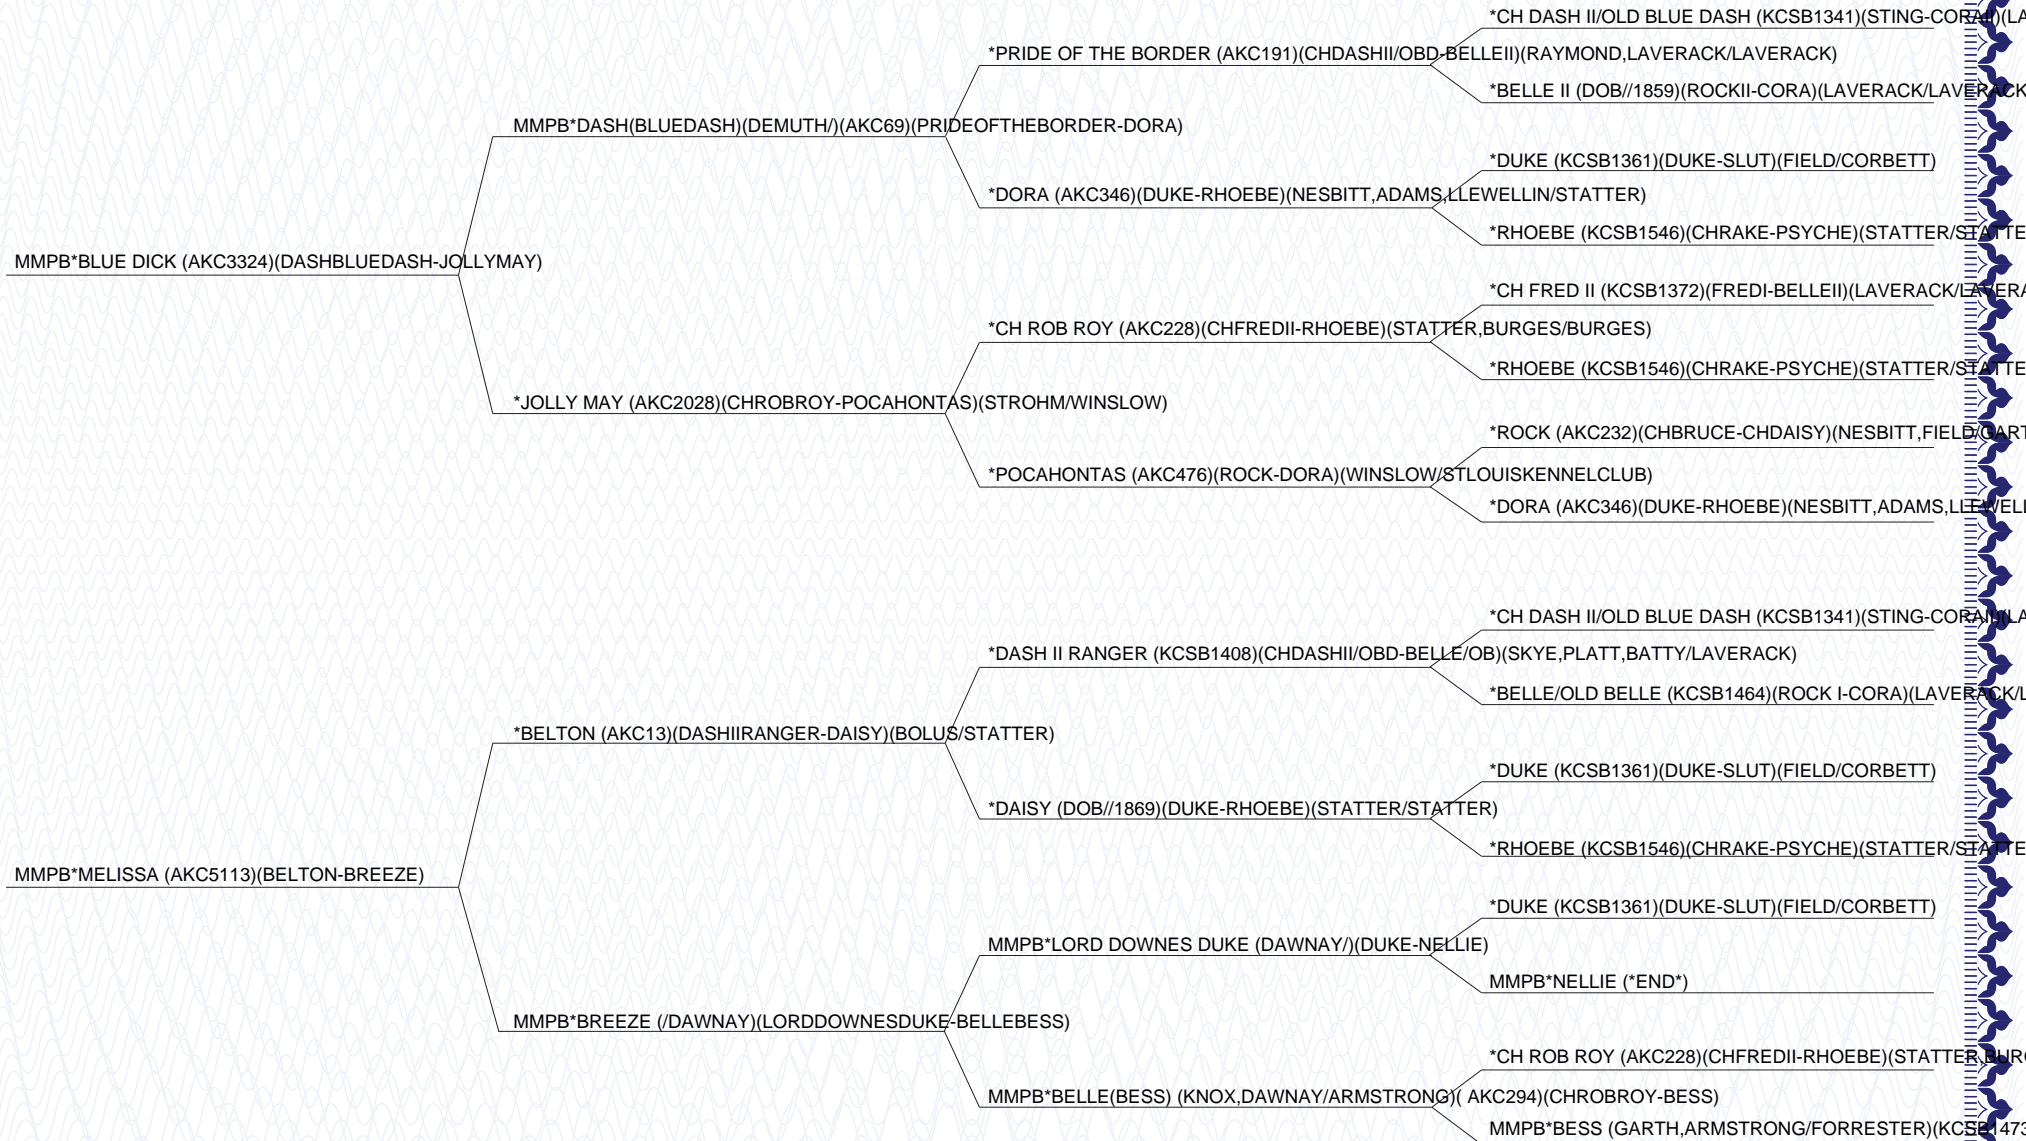 *CH DASH II/OLD BLUE DASH (KCSB1341)(STING-CORAII)(LA
*PRIDE OF THE BORDER (AKC191)(CHDASHII/OBD-BELLEII)(RAYMOND,LAVERACK/LAVERACK)
*BELLE II (DOB//1859)(ROCKII-CORA)(LAVERACK/LAVERACK
MMPB*DASH(BLUEDASH)(DEMUTH/)(AKC69)(PRIDEOFTHEBORDER-DORA)
*DUKE (KCSB1361)(DUKE-SLUT)(FIELD/CORBETT)
*DORA (AKC346)(DUKE-RHOEBE)(NESBITT,ADAMS,LLEWELLIN/STATTER)
*RHOEBE (KCSB1546)(CHRAKE-PSYCHE)(STATTER/STATTE
MMPB*BLUE DICK (AKC3324)(DASHBLUEDASH-JOLLYMAY)
*CH FRED II (KCSB1372)(FREDI-BELLEII)(LAVERACK/LAVERA
*CH ROB ROY (AKC228)(CHFREDII-RHOEBE)(STATTER,BURGES/BURGES)
*RHOEBE (KCSB1546)(CHRAKE-PSYCHE)(STATTER/STATTE
*JOLLY MAY (AKC2028)(CHROBROY-POCAHONTAS)(STROHM/WINSLOW)
*ROCK (AKC232)(CHBRUCE-CHDAISY)(NESBITT,FIELD/GART
*POCAHONTAS (AKC476)(ROCK-DORA)(WINSLOW/STLOUISKENNELCLUB)
*DORA (AKC346)(DUKE-RHOEBE)(NESBITT,ADAMS,LLEWELL
*CH DASH II/OLD BLUE DASH (KCSB1341)(STING-CORAII)(LA
*DASH II RANGER (KCSB1408)(CHDASHII/OBD-BELLE/OB)(SKYE,PLATT,BATTY/LAVERACK)
*BELLE/OLD BELLE (KCSB1464)(ROCK I-CORA)(LAVERACK/L
*BELTON (AKC13)(DASHIIRANGER-DAISY)(BOLUS/STATTER)
*DUKE (KCSB1361)(DUKE-SLUT)(FIELD/CORBETT)
*DAISY (DOB//1869)(DUKE-RHOEBE)(STATTER/STATTER)
*RHOEBE (KCSB1546)(CHRAKE-PSYCHE)(STATTER/STATTE
MMPB*MELISSA (AKC5113)(BELTON-BREEZE)
*DUKE (KCSB1361)(DUKE-SLUT)(FIELD/CORBETT)
MMPB*LORD DOWNES DUKE (DAWNAY/)(DUKE-NELLIE)
MMPB*NELLIE (*END*)
MMPB*BREEZE (/DAWNAY)(LORDDOWNESDUKE-BELLEBESS)
*CH ROB ROY (AKC228)(CHFREDII-RHOEBE)(STATTER,BURG
MMPB*BELLE(BESS) (KNOX,DAWNAY/ARMSTRONG)( AKC294)(CHROBROY-BESS)
MMPB*BESS (GARTH,ARMSTRONG/FORRESTER)(KCSB1473